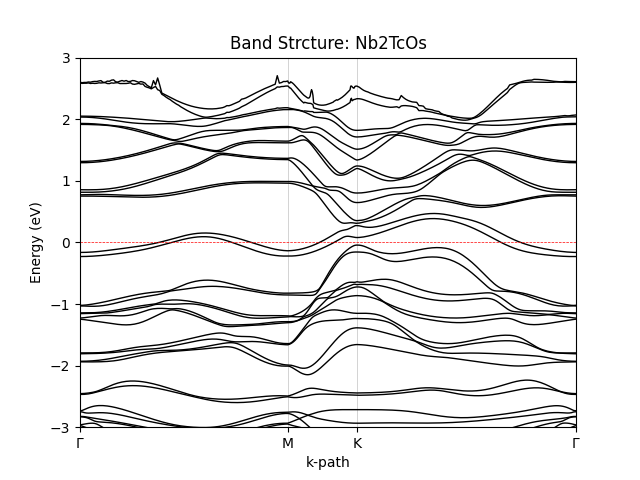 Band Strcture: Nb2TcOs
3
2
1
0
−1
−2
−3
Energy (eV)
Γ
M
K
Γ
k-path